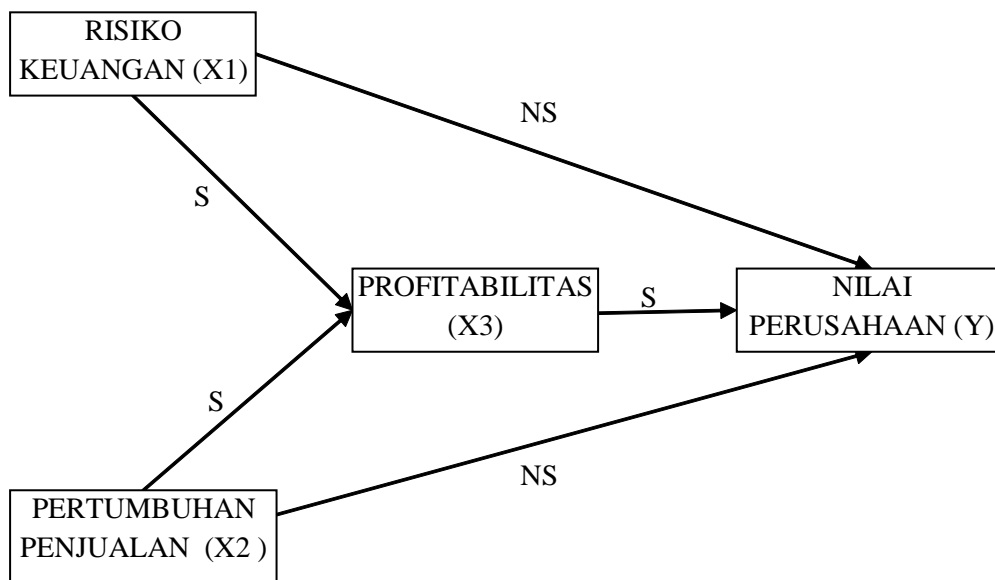 RISIKO
KEUANGAN (X1)
NS
S
PROFITABILITAS
(X3)
S
NILAI
PERUSAHAAN (Y)
S
NS
PERTUMBUHAN
PENJUALAN (X2 )